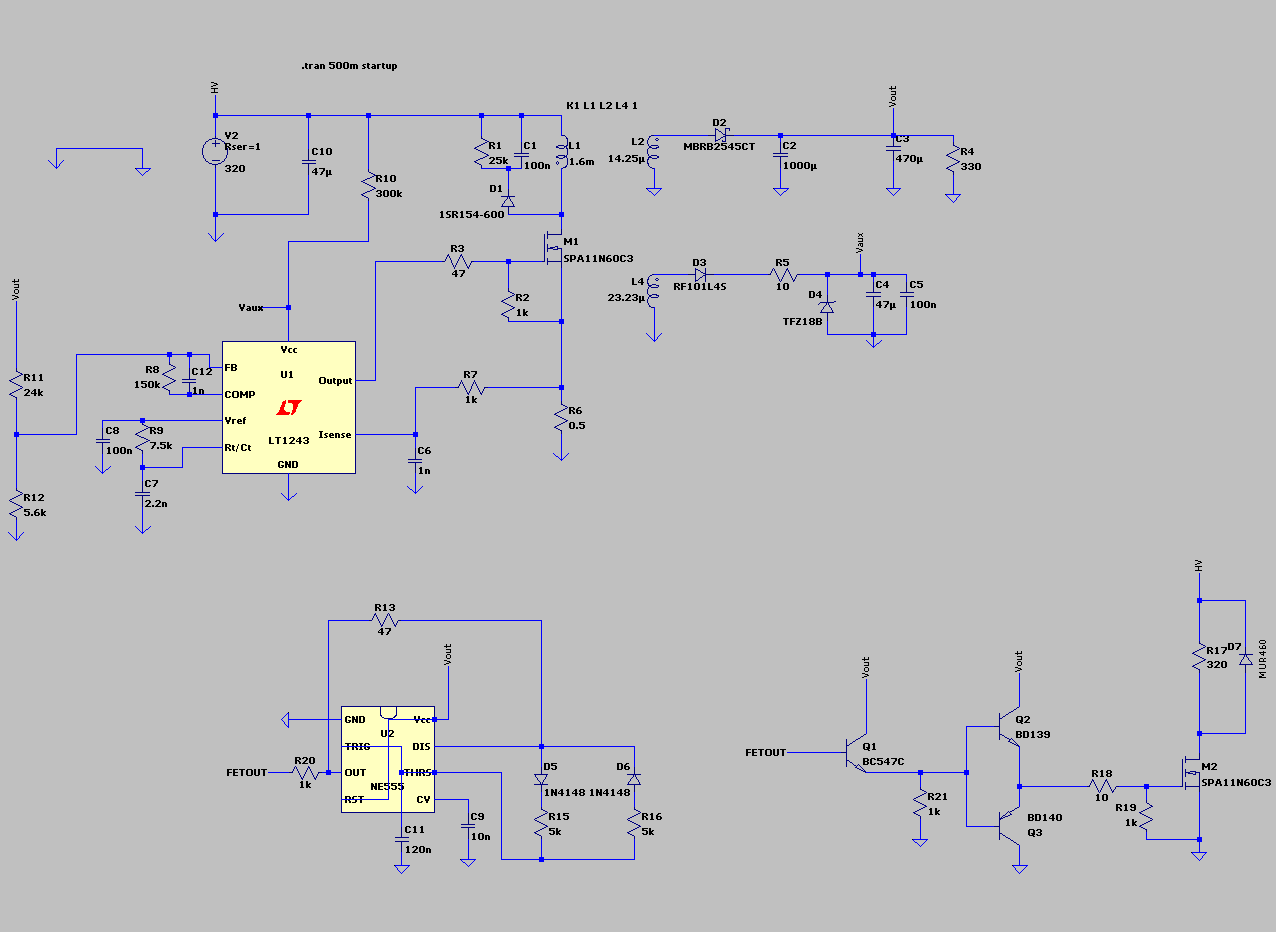 .tran 500m startup
K1 L1 L2 L4 1
HV
V2
Rser=1
320
C10
47µ
R10
300k
R1
25k
C1
100n
L1
1.6m
D1
1SR154-600
M1
SPA11N60C3
L2
14.25µ
D2
MBRB2545CT
C2
1000µ
Vout
C3
470µ
R4
330
L4
23.23µ
D3
RF101L4S
R5
10
D4
TFZ18B
Vaux
C4
47µ
C5
100n
R3
47
R2
1k
R7
1k
R6
0.5
C6
1n
Vaux
Vcc
U1
FB
COMP
Vref
Rt/Ct
Output
Isense
LT1243
GND
R8
150k
C12
1n
C8
100n
R9
7.5k
C7
2.2n
Vout
R11
24k
R12
5.6k
R13
47
Vout
GND
Vcc
U2
TRIG
DIS
OUT
THRS
NE555
RST
CV
FETOUT
R20
1k
C11
120n
C9
10n
D5
1N4148
D6
1N4148
R15
5k
R16
5k
FETOUT
Vout
Q1
BC547C
R21
1k
Vout
Q2
BD139
BD140
Q3
R18
10
R19
1k
HV
R17
320
D7
MUR460
M2
SPA11N60C3